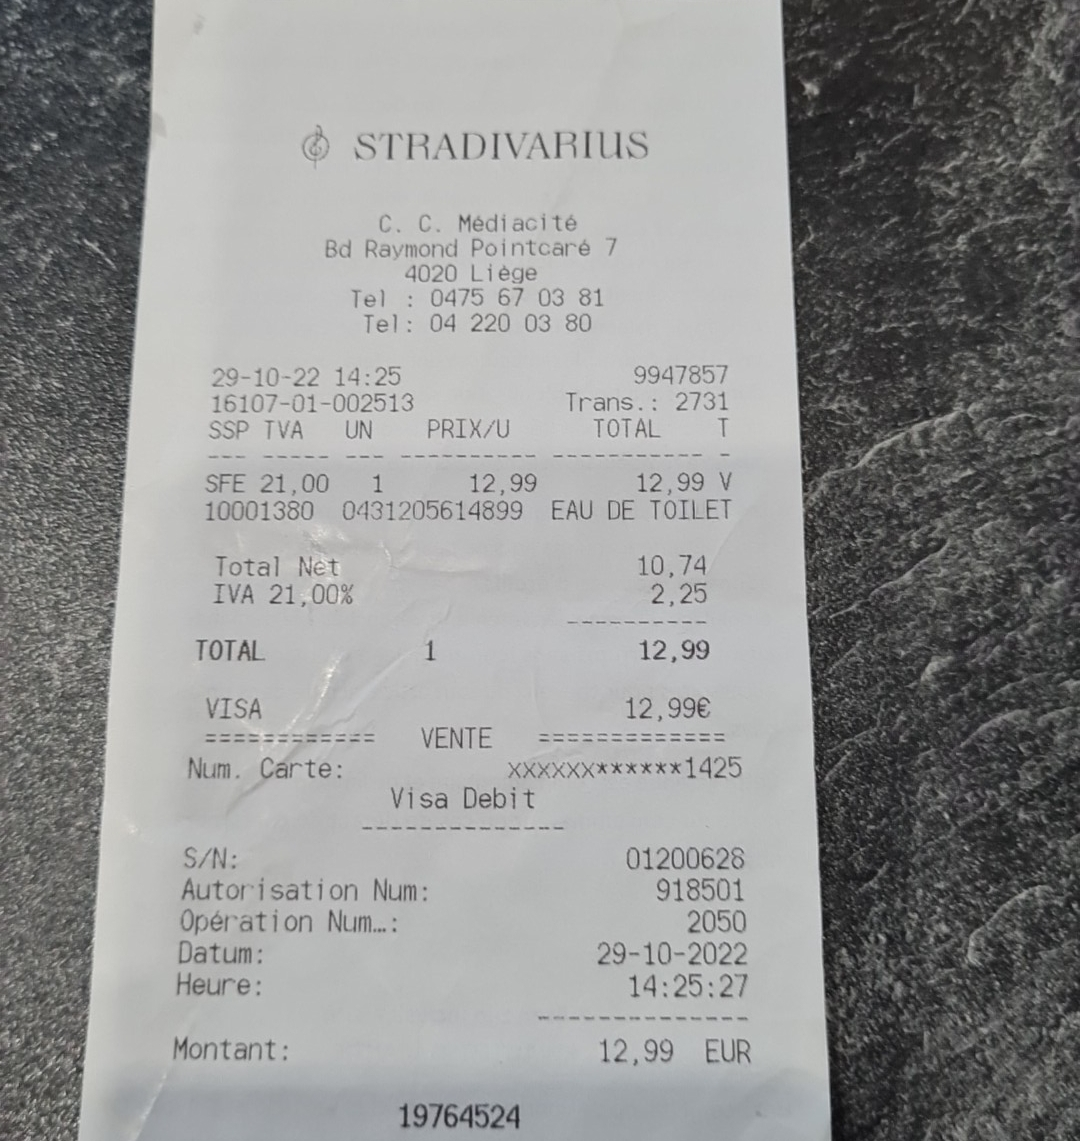 STRADIVARIUS
C. C. Médiacité
Bd Raymond Pointcaré 7
4020 Liège
Tel : 0475 67 03 81
Tel: 04 220 03 80
29-10-22 14:25 9947857
16107-01-002513 Trans.: 2731
SSP TVA UN PRIX/U TOTAL T
--- ----- --- ---------- ----------- -
SFE 21,00 1 12,99 12,99 V
10001380 0431205614899 EAU DE TOILET
Total Net 10,74
IVA 21,00% 2,25
----------
TOTAL 1 12,99
VISA 12,99€
============ VENTE =============
Num. Carte: XXXXXX******1425
Visa Debit
--------------
S/N: 01200628
Autorisation Num: 918501
Opération Num…: 2050
Datum: 29-10-2022
Heure: 14:25:27
--------------
Montant: 12,99 EUR
19764524